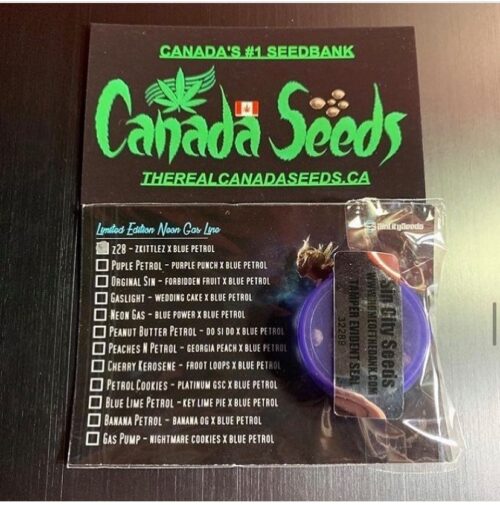 CANADA'S #1 SEEDBANK
Canada Seeds
THEREALCANADASEEDS.CA
Limited Edition Neon Gas Line
Z28 - ZKITTLEZ X BLUE PETROL
PUPLE PETROL - PURPLE PUNCH X BLUE PETROL
ORGINAL SIN - FORBIDDEN FRUIT X BLUE PETROL
GASLIGHT - WEDDING CAKE X BLUE PETROL
NEON GAS - BLUE POWER X BLUE PETROL
PEANUT BUTTER PETROL - DO SI DO X BLUE PETROL
PEACHES N PETROL - GEORGIA PEACH X BLUE PETROL
CHERRY KEROSENE - FROOT LOOPS X BLUE PETROL
PETROL COOKIES - PLATINUM GSC X BLUE PETROL
BLUE LIME PETROL - KEY LIME PIE X BLUE PETROL
BANANA PETROL - BANANA OG X BLUE PETROL
GAS PUMP - NIGHTMARE COOKIES X BLUE PETROL
SinCitySeeds
Sin City Seeds
TAMPER EVIDENT SEAL
32289